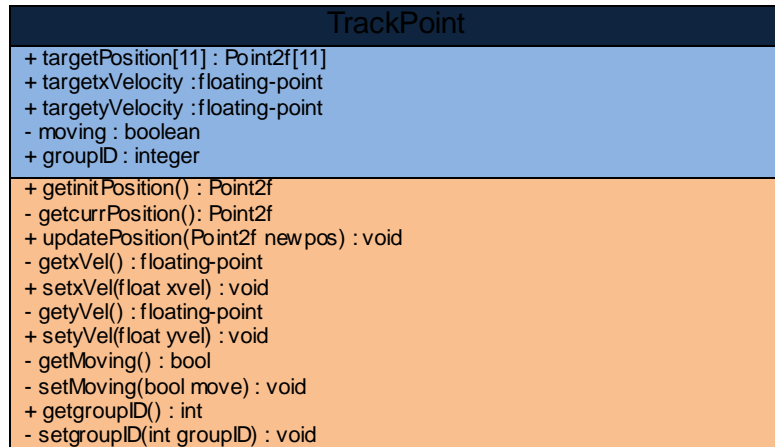 TrackPoint
+ targetPosition[11] : Point2f[11]
+ targetxVelocity :floating-point
+ targetyVelocity :floating-point
- moving : boolean
+ groupID : integer
+ getinitPosition() : Point2f
- getcurrPosition(): Point2f
+ updatePosition(Point2f newpos) : void
- getxVel() : floating-point
+ setxVel(float xvel) : void
- getyVel() : floating-point
+ setyVel(float yvel) : void
- getMoving() : bool
- setMoving(bool move) : void
+ getgroupID() : int
- setgroupID(int groupID) : void